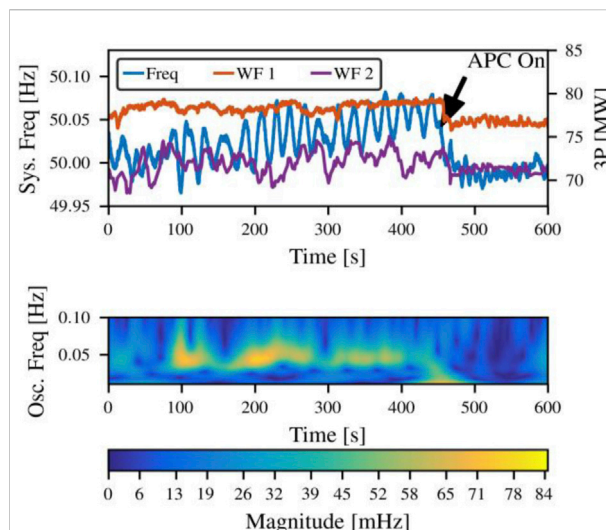 APC On
Freq WF 1 WF 2
Sys. Freq [Hz]
50.10
50.05
50.00
49.95
85
80
75
70
3P [MW]
0 100 200 300 400 500 600
Time [s]
Osc. Freq [Hz]
0.10
0.05
0 100 200 300 400 500 600
Time [s]
0 6 13 19 26 32 39 45 52 58 65 71 78 84
Magnitude [mHz]